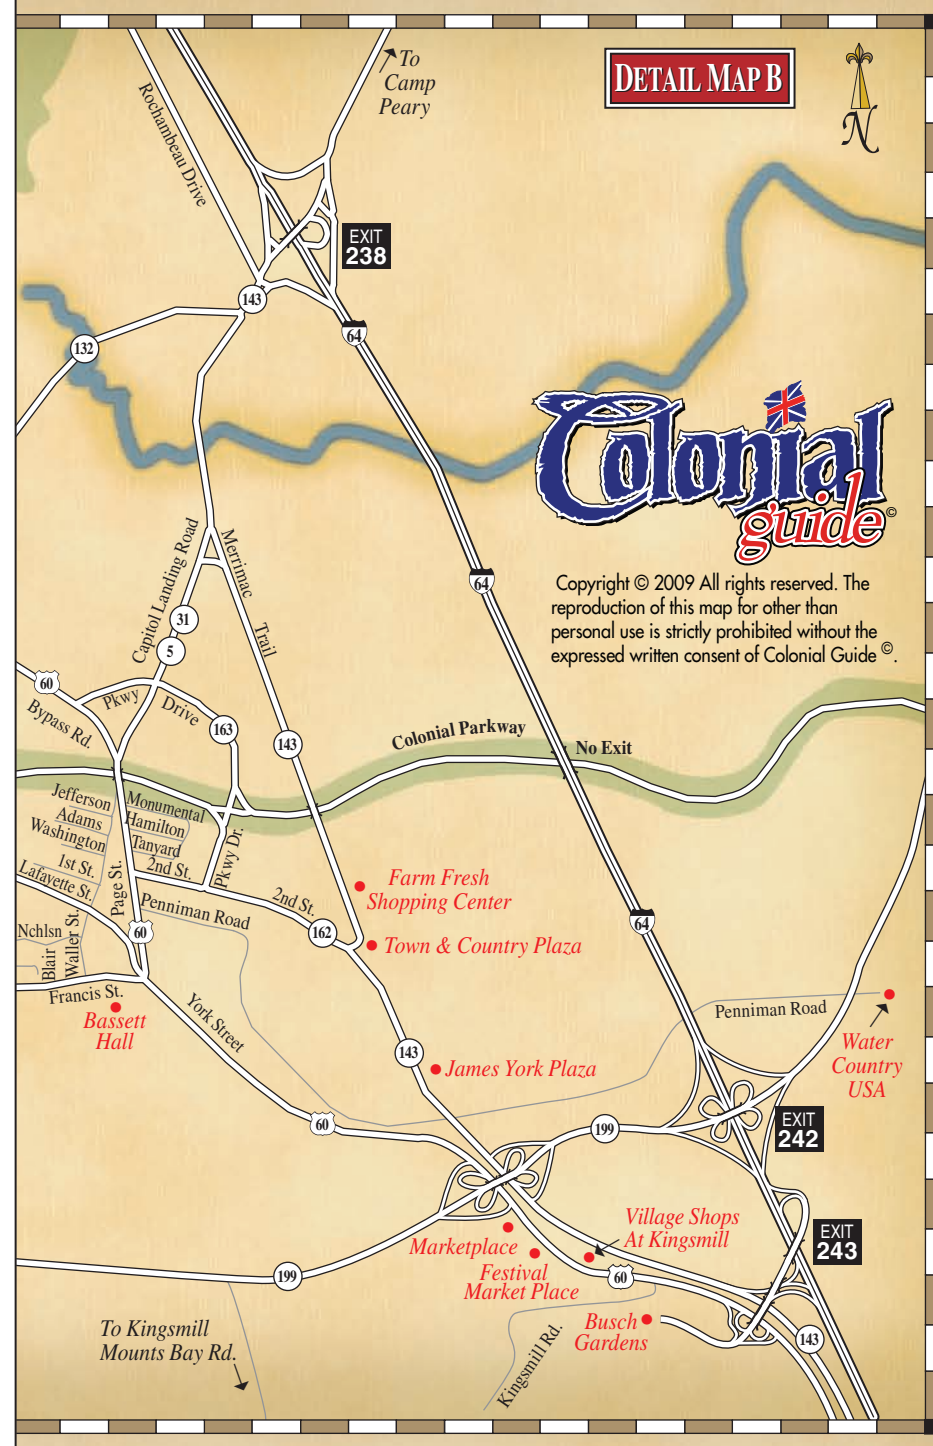 To
Camp
Peary
DETAIL MAP B
N
Rochambeau Drive
EXIT
238
143
64
132
Colonial
guide©
Copyright © 2009 All rights reserved. The
reproduction of this map for other than
personal use is strictly prohibited without the
expressed written consent of Colonial Guide ©.
Capitol Landing Road
Merrimac
Trail
64
31
5
60
Bypass Rd.
Pkwy
Drive
163
143
Colonial Parkway
No Exit
Jefferson
Adams
Washington
1st St.
Lafayette St.
Monumental
Hamilton
Tanyard
2nd St.
Page St.
Pkwy Dr.
Penniman Road
2nd St.
162
Farm Fresh
Shopping Center
Town & Country Plaza
64
Nchlsn
Blair
Waller St.
60
Francis St.
Bassett
Hall
York Street
Penniman Road
Water
Country
USA
143
James York Plaza
60
199
EXIT
242
Village Shops
At Kingsmill
EXIT
243
Marketplace
Festival
Market Place
199
60
Busch
Gardens
143
To Kingsmill
Mounts Bay Rd.
Kingsmill Rd.